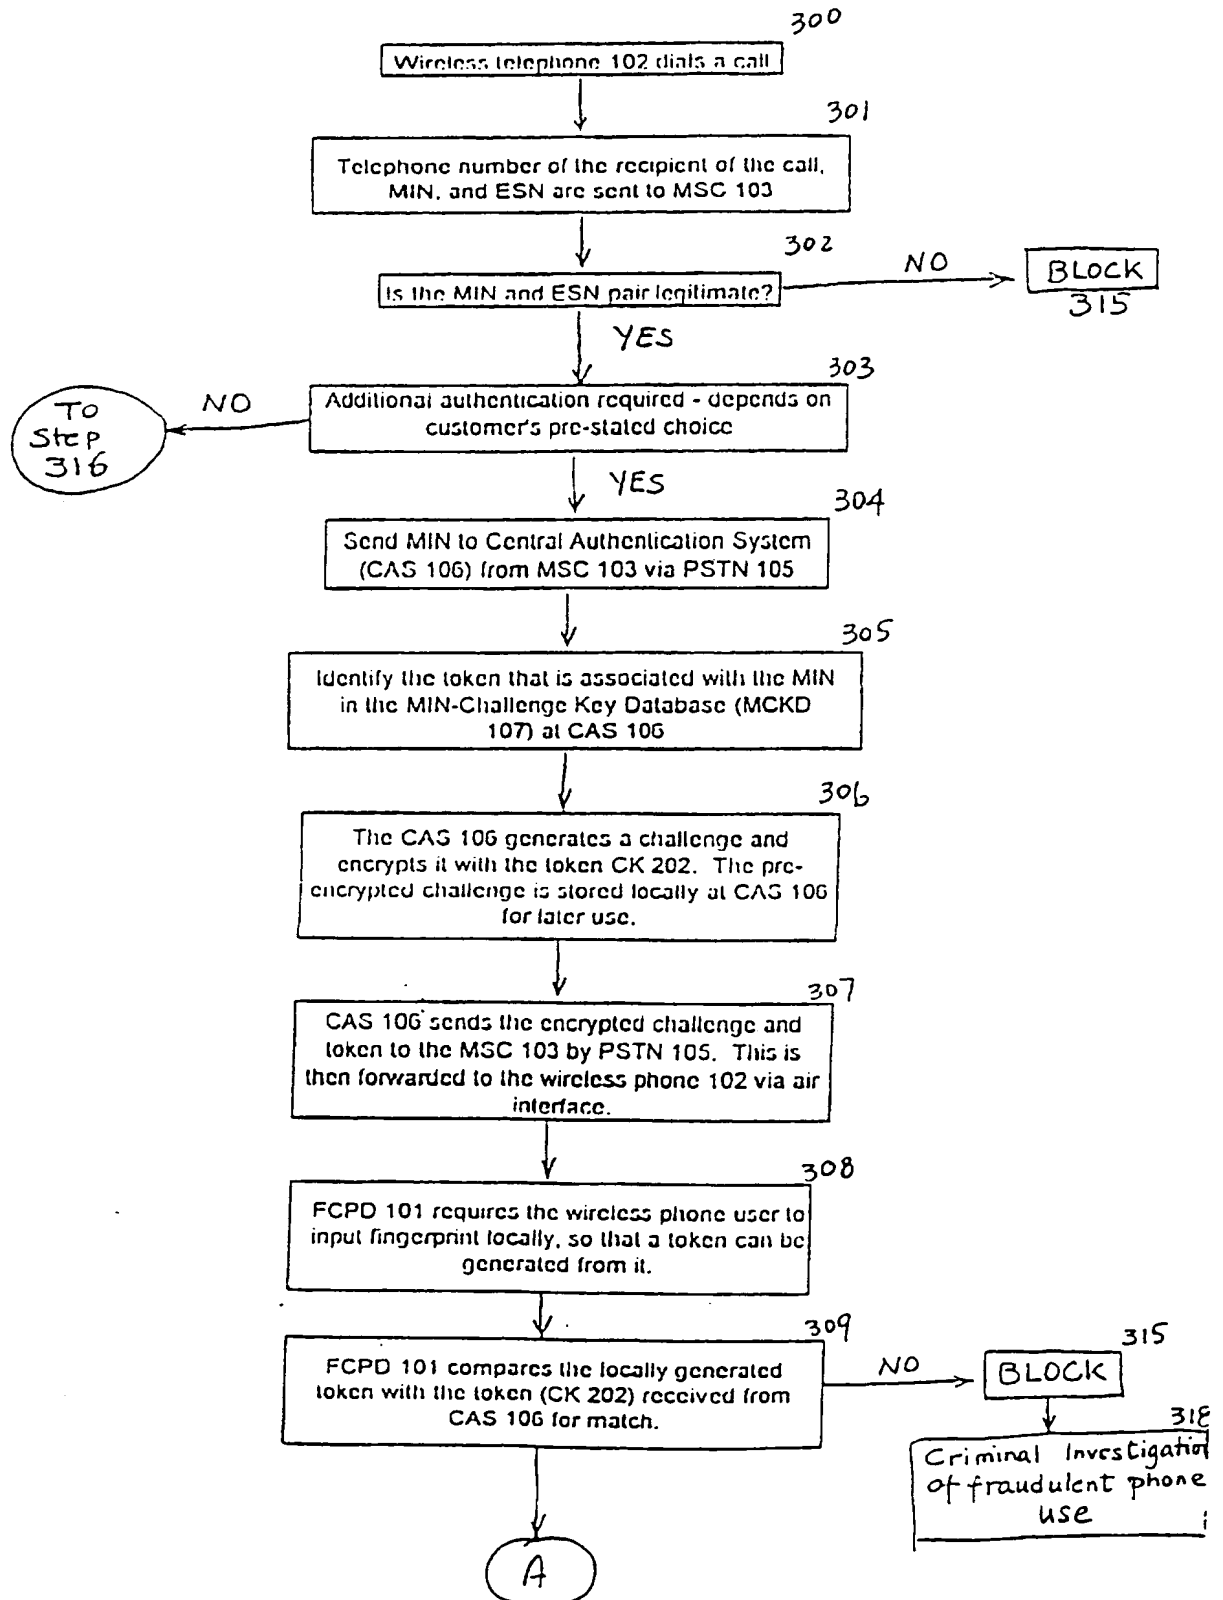 300
Wireless telephone 102 dials a call
301
Telephone number of the recipient of the call,
MIN, and ESN are sent to MSC 103
302
Is the MIN and ESN pair legitimate?
NO
BLOCK
315
YES
303
Additional authentication required - depends on
customer's pre-stated choice
NO
TO
Step
316
YES
304
Send MIN to Central Authentication System
(CAS 106) from MSC 103 via PSTN 105
305
Identify the token that is associated with the MIN
in the MIN-Challenge Key Database (MCKD
107) at CAS 106
306
The CAS 106 generates a challenge and
encrypts it with the token CK 202. The pre-
encrypted challenge is stored locally at CAS 106
for later use.
307
CAS 106 sends the encrypted challenge and
token to the MSC 103 by PSTN 105. This is
then forwarded to the wireless phone 102 via air
interface.
308
FCPD 101 requires the wireless phone user to
input fingerprint locally, so that a token can be
generated from it.
309
FCPD 101 compares the locally generated
token with the token (CK 202) received from
CAS 106 for match.
NO
315
BLOCK
Criminal Investigation
of fraudulent phone
use
A